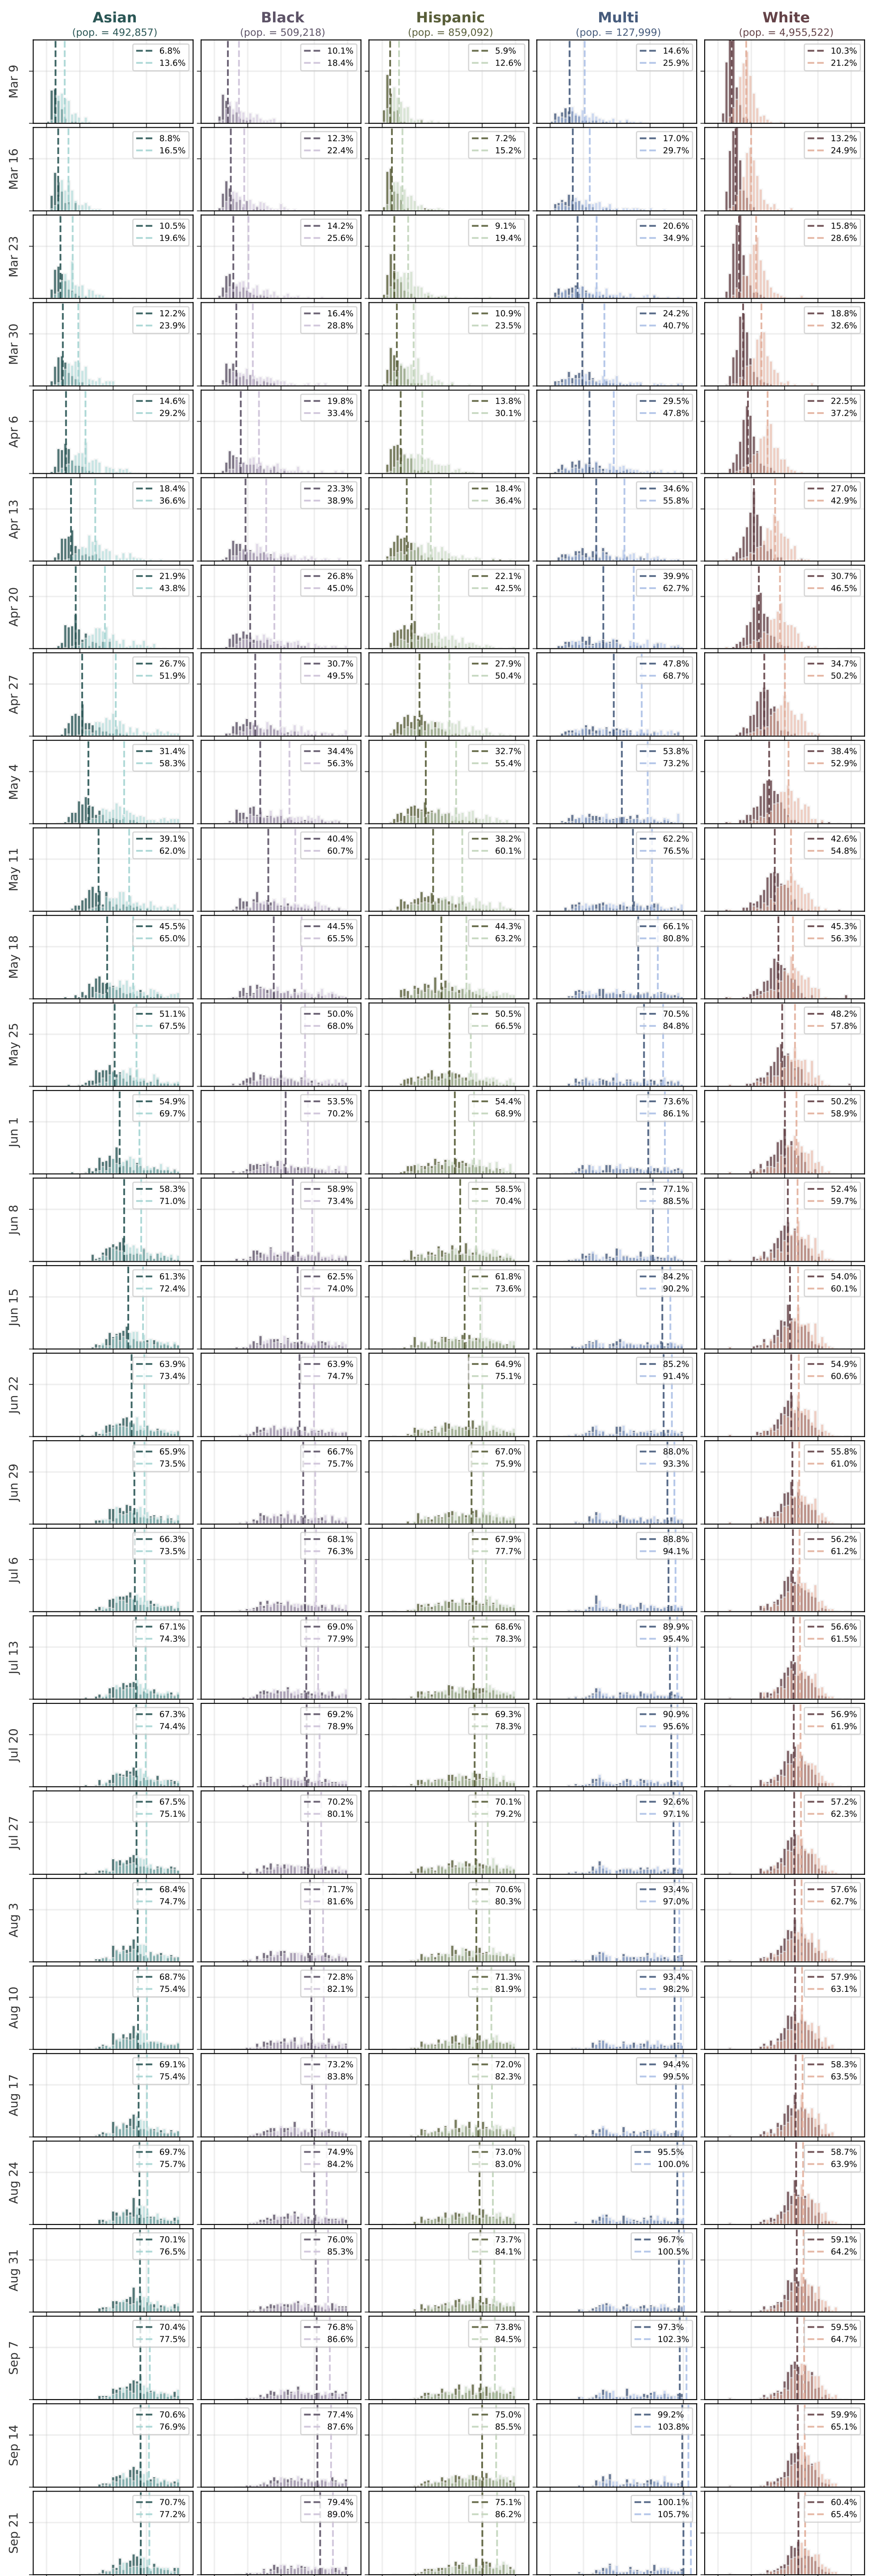 Asian Black Hispanic Multi White
(pop. = 492,857) (pop. = 509,218) (pop. = 859,092) (pop. = 127,999) (pop. = 4,955,522)
Mar 9
6.8% 10.1% 5.9% 14.6% 10.3%
13.6% 18.4% 12.6% 25.9% 21.2%
Mar 16
8.8% 12.3% 7.2% 17.0% 13.2%
16.5% 22.4% 15.2% 29.7% 24.9%
Mar 23
10.5% 14.2% 9.1% 20.6% 15.8%
19.6% 25.6% 19.4% 34.9% 28.6%
Mar 30
12.2% 16.4% 10.9% 24.2% 18.8%
23.9% 28.8% 23.5% 40.7% 32.6%
Apr 6
14.6% 19.8% 13.8% 29.5% 22.5%
29.2% 33.4% 30.1% 47.8% 37.2%
Apr 13
18.4% 23.3% 18.4% 34.6% 27.0%
36.6% 38.9% 36.4% 55.8% 42.9%
Apr 20
21.9% 26.8% 22.1% 39.9% 30.7%
43.8% 45.0% 42.5% 62.7% 46.5%
Apr 27
26.7% 30.7% 27.9% 47.8% 34.7%
51.9% 49.5% 50.4% 68.7% 50.2%
May 4
31.4% 34.4% 32.7% 53.8% 38.4%
58.3% 56.3% 55.4% 73.2% 52.9%
May 11
39.1% 40.4% 38.2% 62.2% 42.6%
62.0% 60.7% 60.1% 76.5% 54.8%
May 18
45.5% 44.5% 44.3% 66.1% 45.3%
65.0% 65.5% 63.2% 80.8% 56.3%
May 25
51.1% 50.0% 50.5% 70.5% 48.2%
67.5% 68.0% 66.5% 84.8% 57.8%
Jun 1
54.9% 53.5% 54.4% 73.6% 50.2%
69.7% 70.2% 68.9% 86.1% 58.9%
Jun 8
58.3% 58.9% 58.5% 77.1% 52.4%
71.0% 73.4% 70.4% 88.5% 59.7%
Jun 15
61.3% 62.5% 61.8% 84.2% 54.0%
72.4% 74.0% 73.6% 90.2% 60.1%
Jun 22
63.9% 63.9% 64.9% 85.2% 54.9%
73.4% 74.7% 75.1% 91.4% 60.6%
Jun 29
65.9% 66.7% 67.0% 88.0% 55.8%
73.5% 75.7% 75.9% 93.3% 61.0%
Jul 6
66.3% 68.1% 67.9% 88.8% 56.2%
73.5% 76.3% 77.7% 94.1% 61.2%
Jul 13
67.1% 69.0% 68.6% 89.9% 56.6%
74.3% 77.9% 78.3% 95.4% 61.5%
Jul 20
67.3% 69.2% 69.3% 90.9% 56.9%
74.4% 78.9% 78.3% 95.6% 61.9%
Jul 27
67.5% 70.2% 70.1% 92.6% 57.2%
75.1% 80.1% 79.2% 97.1% 62.3%
Aug 3
68.4% 71.7% 70.6% 93.4% 57.6%
74.7% 81.6% 80.3% 97.0% 62.7%
Aug 10
68.7% 72.8% 71.3% 93.4% 57.9%
75.4% 82.1% 81.9% 98.2% 63.1%
Aug 17
69.1% 73.2% 72.0% 94.4% 58.3%
75.4% 83.8% 82.3% 99.5% 63.5%
Aug 24
69.7% 74.9% 73.0% 95.5% 58.7%
75.7% 84.2% 83.0% 100.0% 63.9%
Aug 31
70.1% 76.0% 73.7% 96.7% 59.1%
76.5% 85.3% 84.1% 100.5% 64.2%
Sep 7
70.4% 76.8% 73.8% 97.3% 59.5%
77.5% 86.6% 84.5% 102.3% 64.7%
Sep 14
70.6% 77.4% 75.0% 99.2% 59.9%
76.9% 87.6% 85.5% 103.8% 65.1%
Sep 21
70.7% 79.4% 75.1% 100.1% 60.4%
77.2% 89.0% 86.2% 105.7% 65.4%